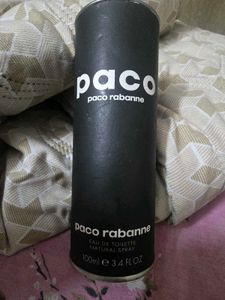 paco
paco rabanne
paco rabanne
EAU DE TOILETTE
NATURAL SPRAY
100ml e 3.4 FL.OZ